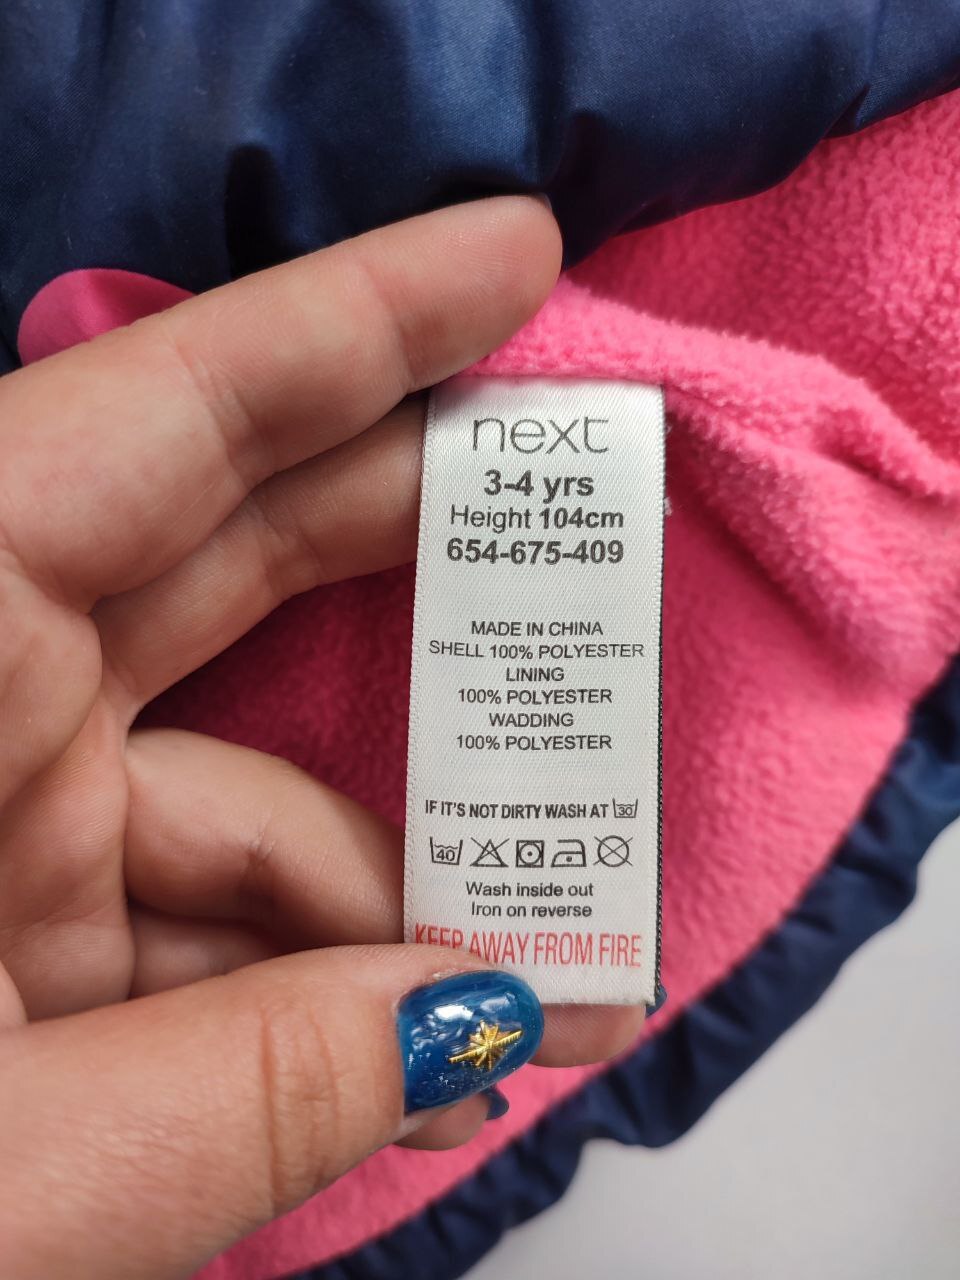 next
3-4 yrs
Height 104cm
654-675-409
MADE IN CHINA
SHELL 100% POLYESTER
LINING
100% POLYESTER
WADDING
100% POLYESTER
IF IT'S NOT DIRTY WASH AT 30
40
Wash inside out
Iron on reverse
KEEP AWAY FROM FIRE